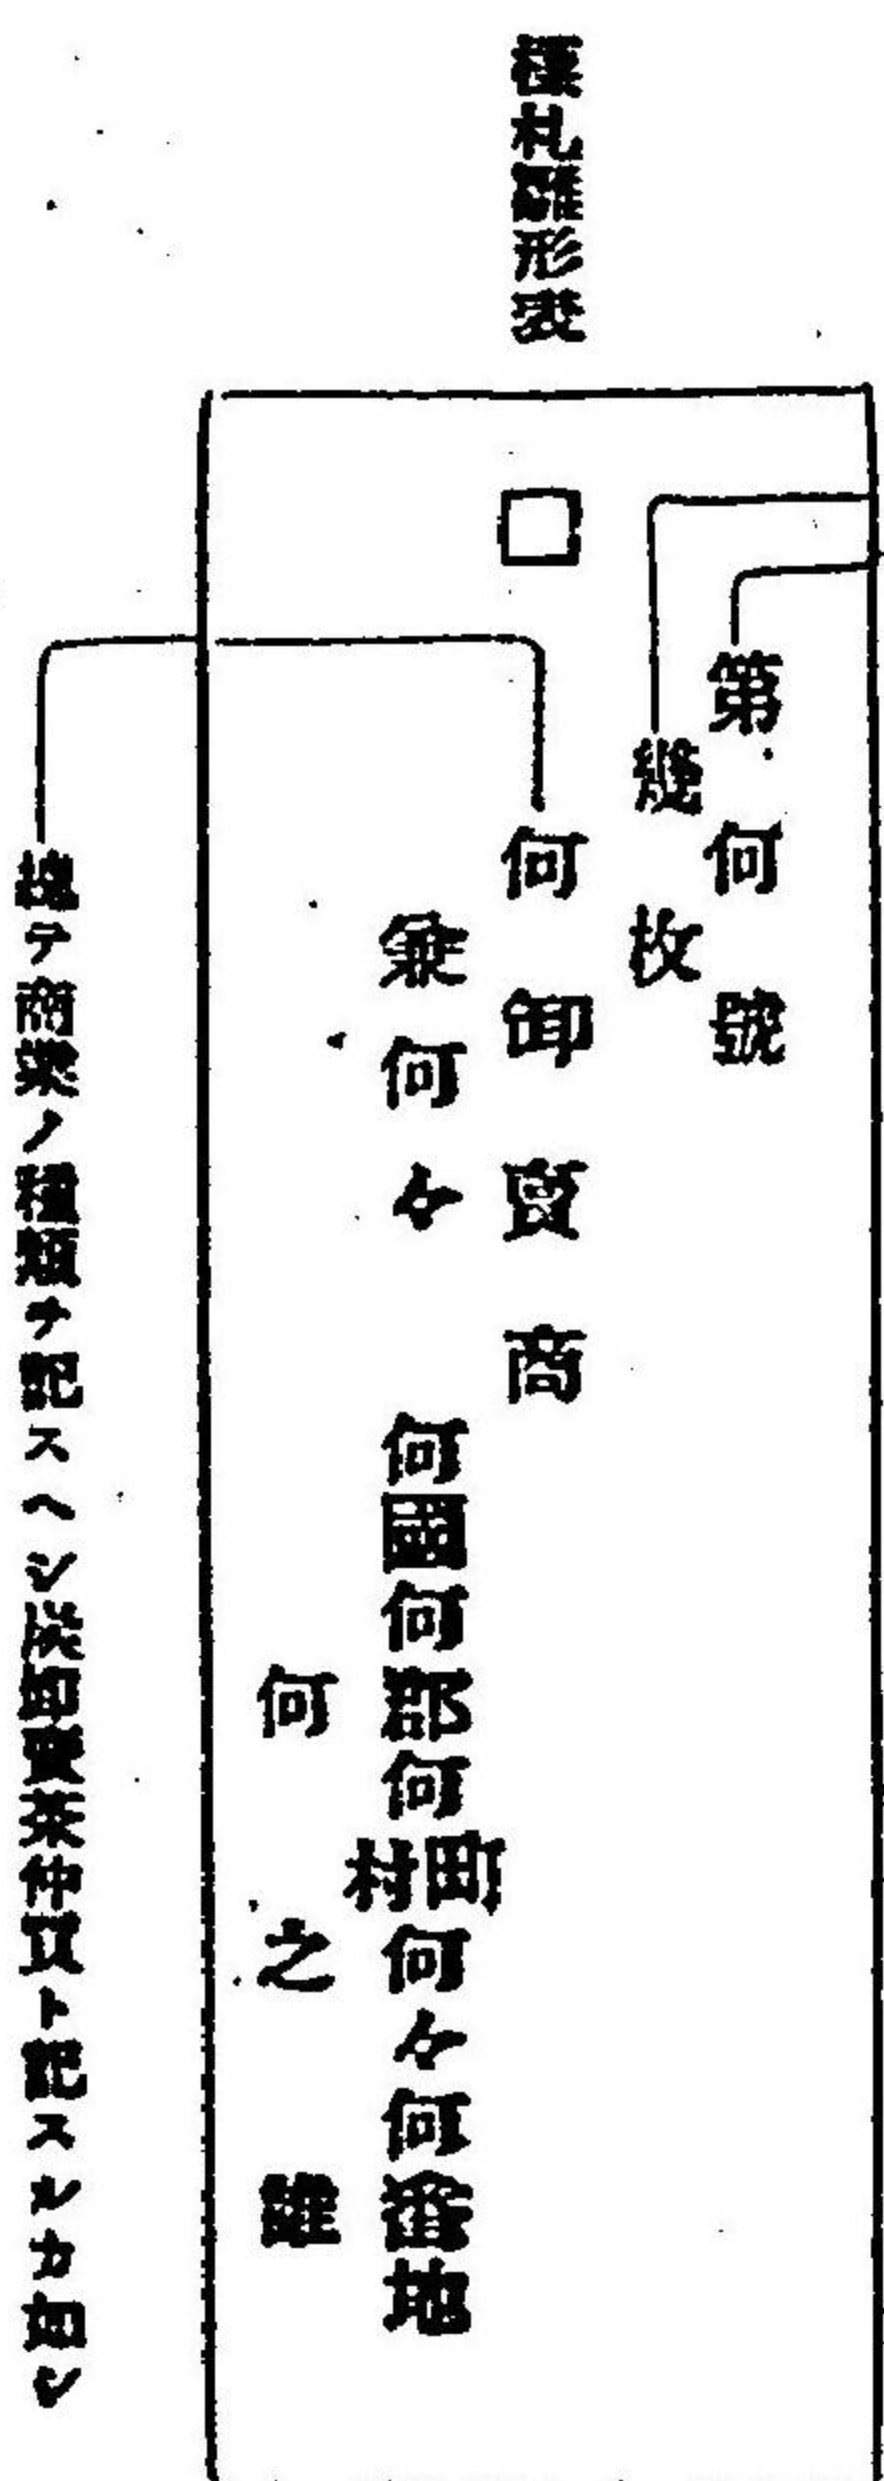 標札雛形表
第何號
幾枚
何卸賣商
兼何々
何國何郡何町村何々何番地
何之誰
総テ商業ノ種類ヲ記スヘシ炭卸賣茶仲買ト記スルカ如シ